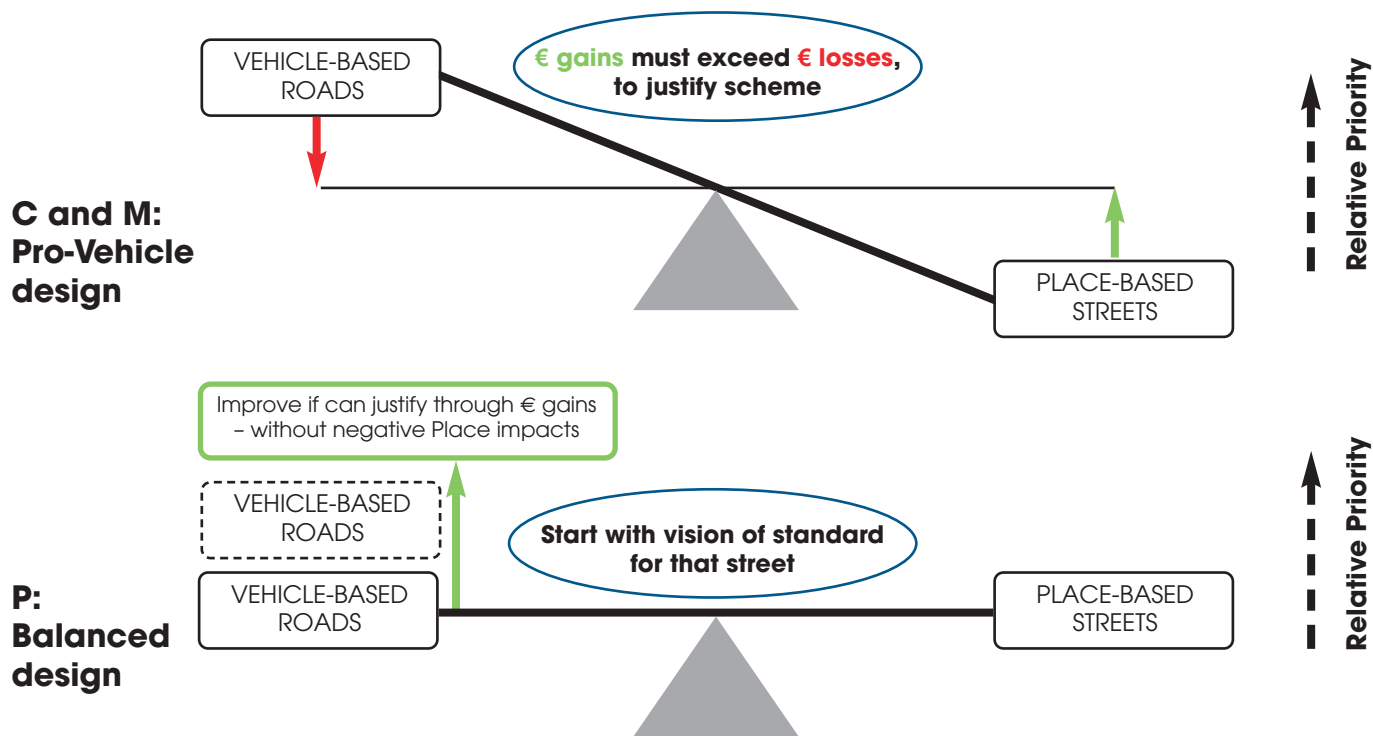 VEHICLE-BASED
ROADS
€ gains must exceed € losses,
to justify scheme
Relative Priority
C and M:
Pro-Vehicle
design
PLACE-BASED
STREETS
Improve if can justify through € gains
– without negative Place impacts
VEHICLE-BASED
ROADS
Start with vision of standard
for that street
Relative Priority
P:
Balanced
design
VEHICLE-BASED
ROADS
PLACE-BASED
STREETS